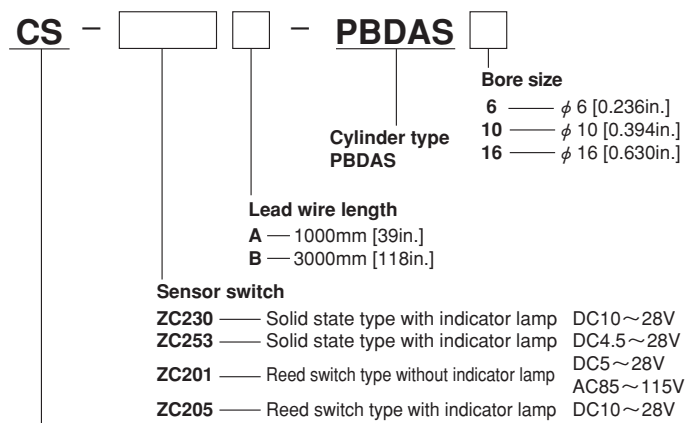 CS – – PBDAS
Bore size
6 φ 6 [0.236in.]
10 φ 10 [0.394in.]
16 φ 16 [0.630in.]
Cylinder type
PBDAS
Lead wire length
A — 1000mm [39in.]
B — 3000mm [118in.]
Sensor switch
ZC230 —— Solid state type with indicator lamp DC10～28V
ZC253 —— Solid state type with indicator lamp DC4.5～28V
ZC201 —— Reed switch type without indicator lamp DC5～28V
AC85～115V
ZC205 —— Reed switch type with indicator lamp DC10～28V